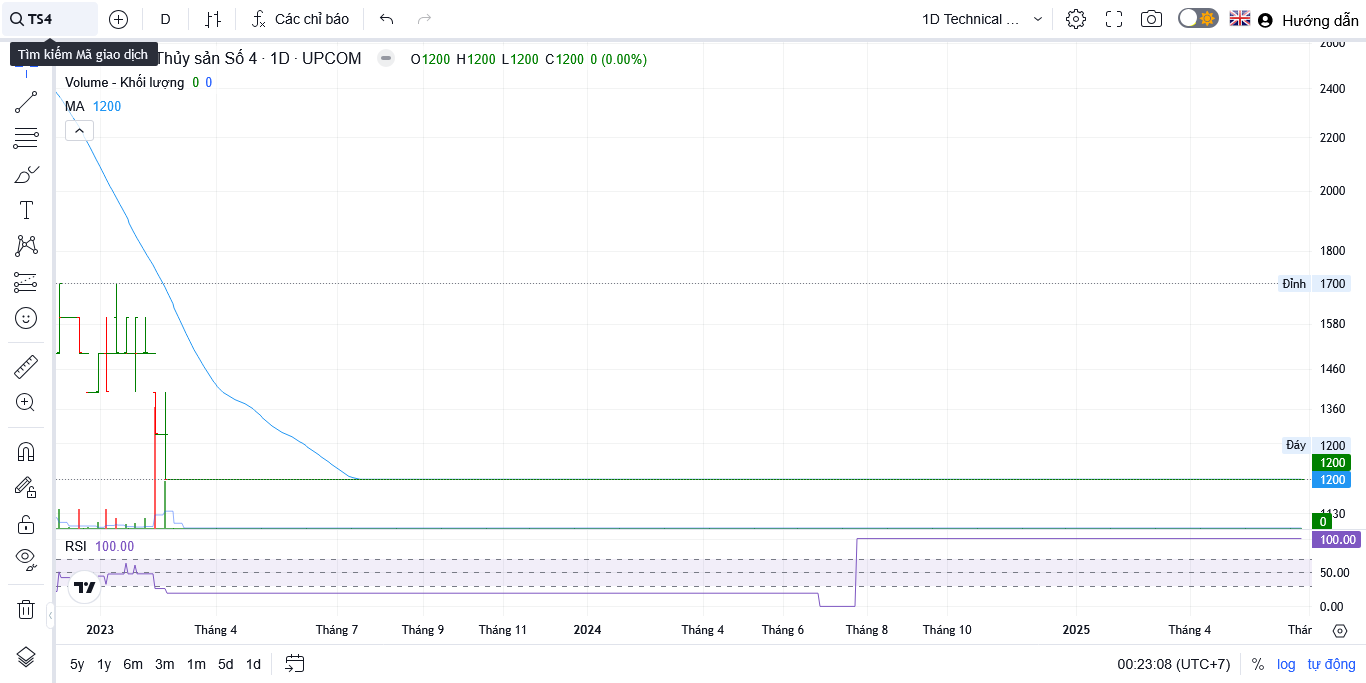 TS4
D
Các chỉ báo
1D Technical ...
Hướng dẫn
Tìm kiếm Mã giao dịch
Thủy sản Số 4 · 1D · UPCOM
O1200 H1200 L1200 C1200 0 (0.00%)
Volume - Khối lượng 0 0
MA 1200
2600
2400
2200
2000
1800
Đỉnh 1700
1580
1460
1360
Đáy 1200
1200
1200
0
RSI 100.00
100.00
50.00
0.00
2023 Tháng 4 Tháng 7 Tháng 9 Tháng 11 2024 Tháng 4 Tháng 6 Tháng 8 Tháng 10 2025 Tháng 4 Thár
5y 1y 6m 3m 1m 5d 1d
00:23:08 (UTC+7) % log tự động